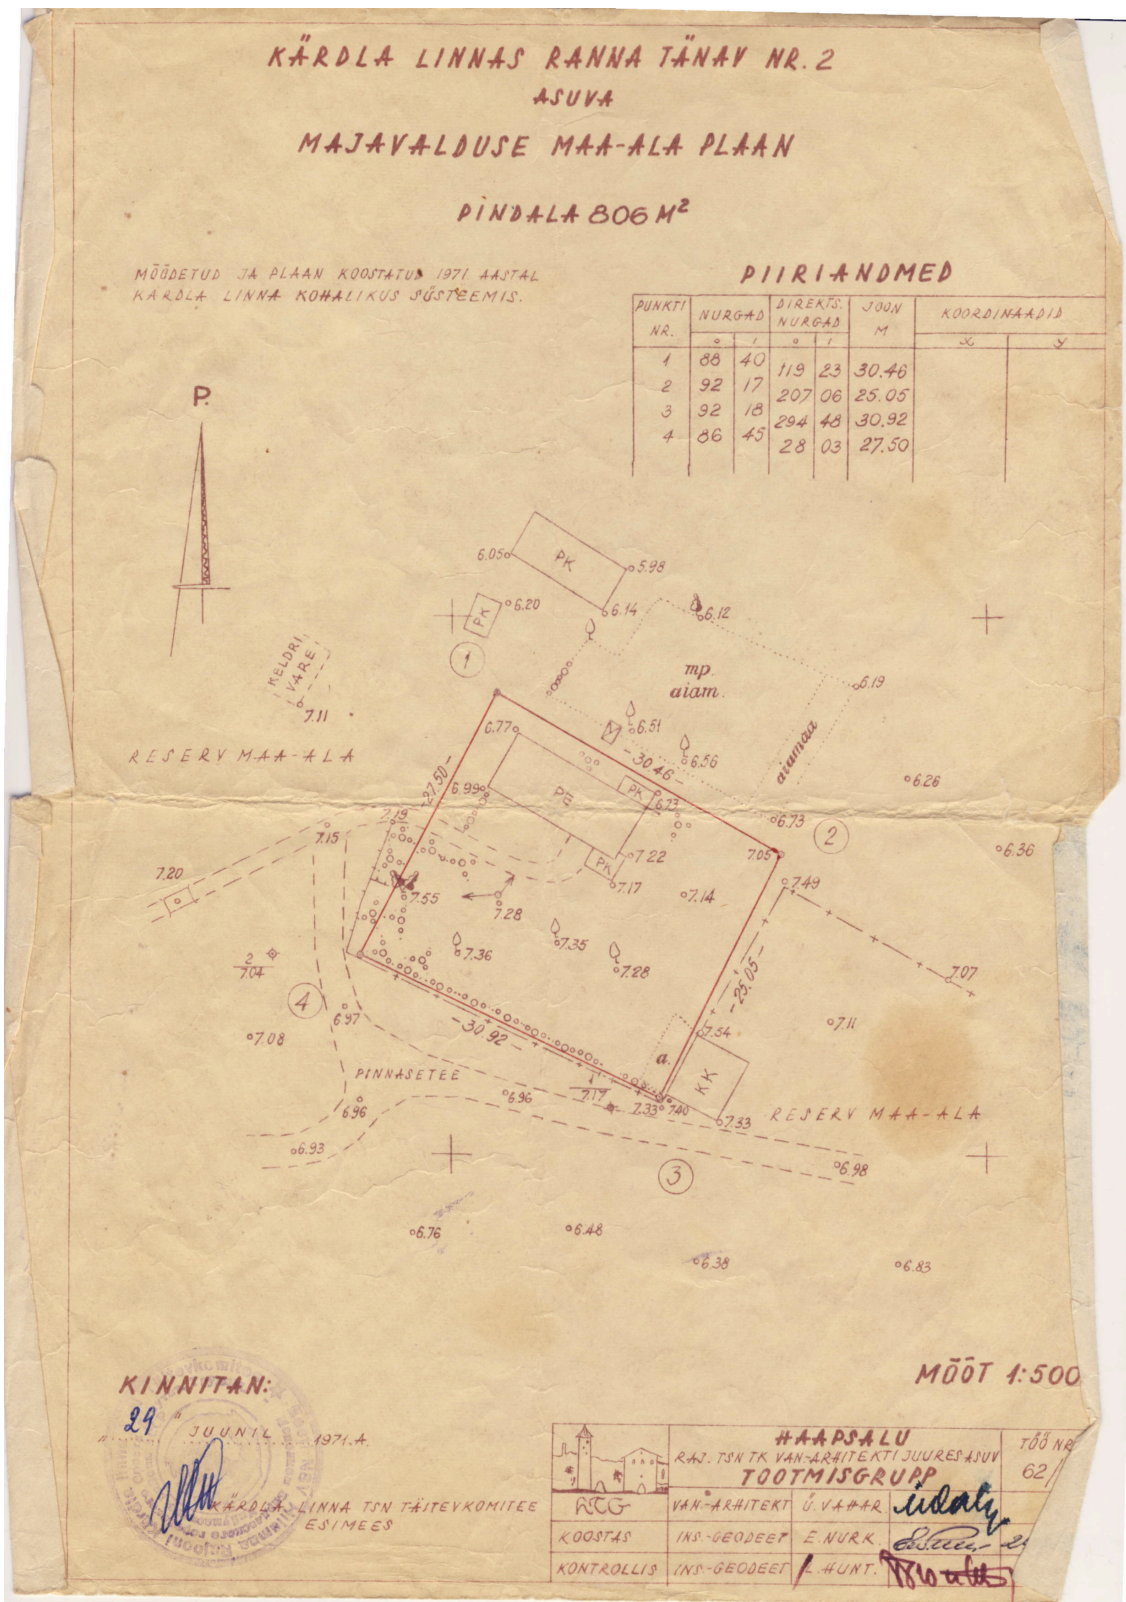 KÄRDLA LINNAS RANNA TÄNAV NR. 2
ASUVA
MAJAVALDUSE MAA-ALA PLAAN
PINDALA 806 M²
MÕÕDETUD JA PLAAN KOOSTATUD 1971 AASTAL
KÄRDLA LINNA KOHALIKUS SÜSTEEMIS.
PIIRIANDMED
PUNKTI NR. NURGAD DIREKTS. NURGAD JOON M KOORDINAADID
° ' ° ' x y
1 88 40
119 23 30.46
2 92 17
207 06 25.05
3 92 18
294 48 30.92
4 86 45
28 03 27.50
P.
6.05
PK
5.98
PK
6.20
6.14
6.12
1
KELDRI
VARE
7.11
mp.
aiam.
6.19
6.77
6.51
RESERV MAA-ALA
-27.50-
-30.46-
6.56
aiamaa
6.26
6.99
PE
PK
6.73
6.73
2
7.19
7.15
7.22
7.05
6.36
PK
7.20
7.17
7.49
7.55
7.14
7.28
7.35
7.36
7.28
-25.05-
7.07
2
7.04
4
6.97
7.08
-30.92-
7.54
7.11
a.
KK
PINNASETEE
6.96
7.17
7.33
7.40
6.96
7.33
RESERV MAA-ALA
6.93
6.98
3
6.76
6.48
6.38
6.83
MÕÕT 1:500
KINNITAN:
"29" JUUNIL 1971.A.
KÄRDLA LINNA TSN TÄITEVKOMITEE
ESIMEES
HAAPSALU
RAJ. TSN TK VAN.-ARHITEKTI JUURES ASUV
TOOTMISGRUPP
TÖÖ NR
62/
VAN.-ARHITEKT Ü. VAHAR
KOOSTAS INS.-GEODEET E. NURK.
KONTROLLIS INS-GEODEET L. HUNT.